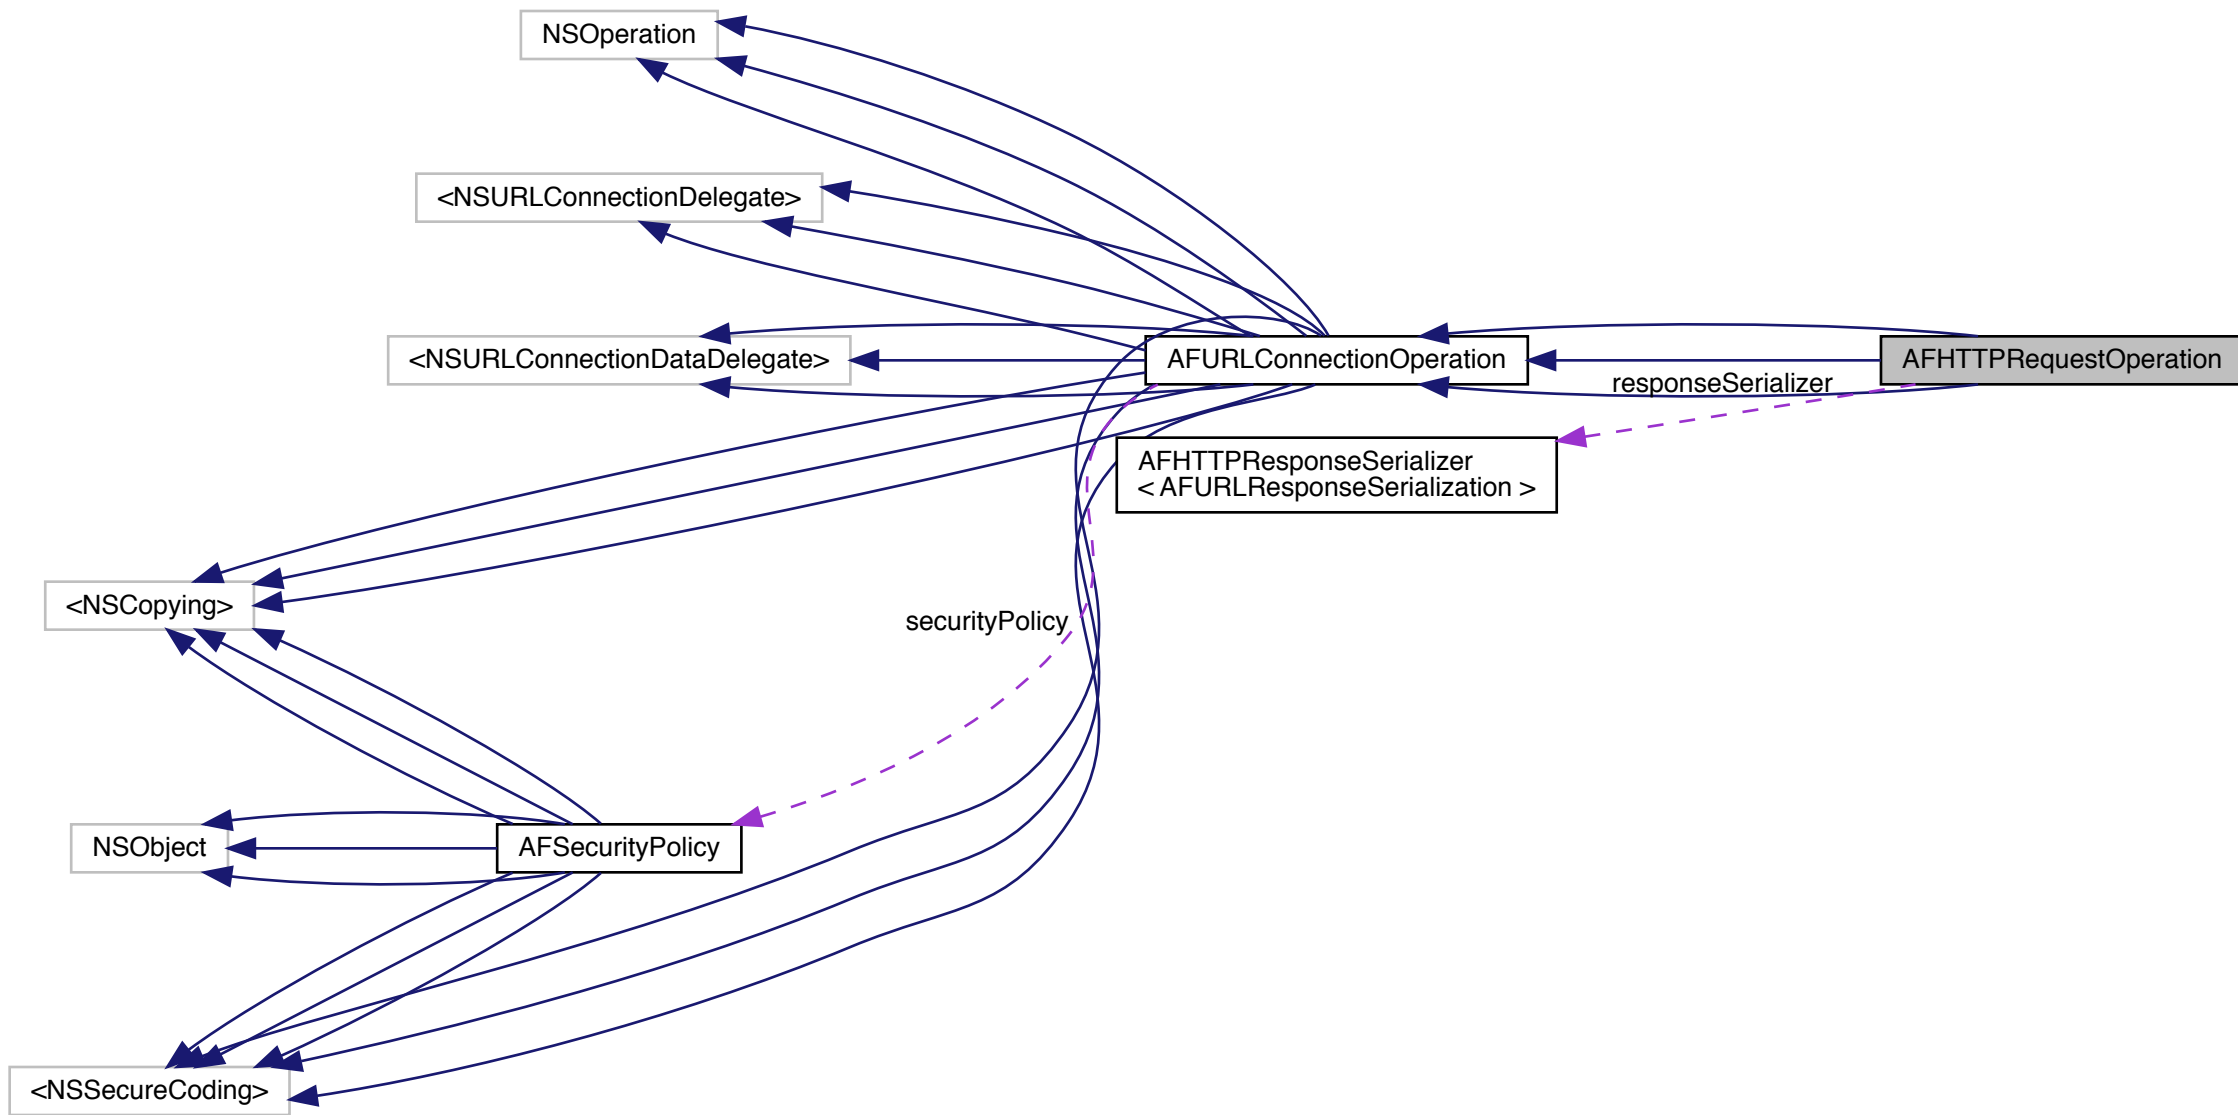 NSOperation
<NSURLConnectionDelegate>
<NSURLConnectionDataDelegate>
AFURLConnectionOperation
AFHTTPRequestOperation
responseSerializer
AFHTTPResponseSerializer
< AFURLResponseSerialization >
<NSCopying>
securityPolicy
NSObject
AFSecurityPolicy
<NSSecureCoding>